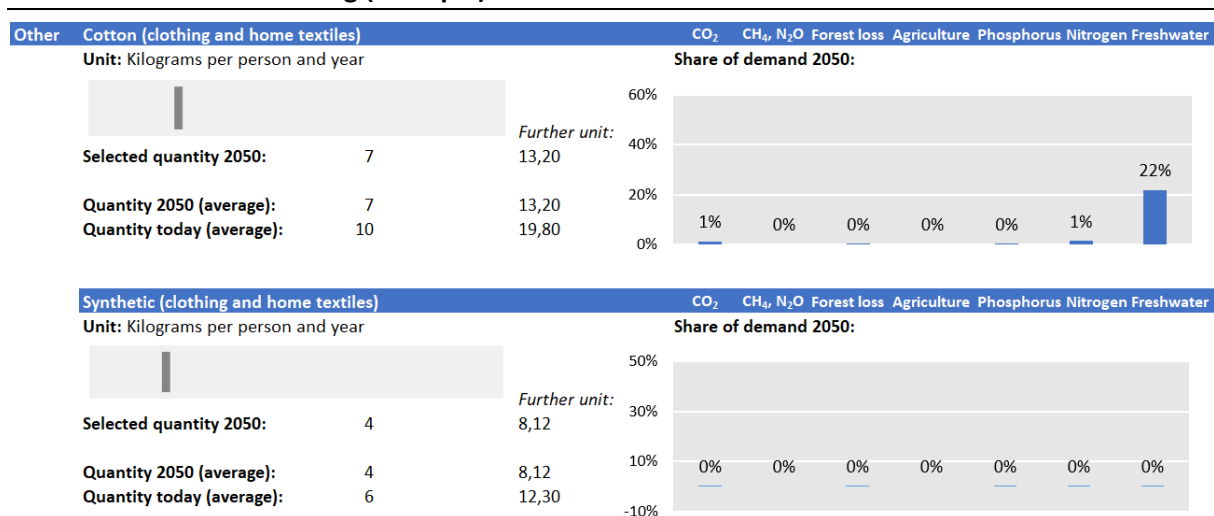 Other Cotton (clothing and home textiles) CO₂ CH₄, N₂O Forest loss Agriculture Phosphorus Nitrogen Freshwater
Unit: Kilograms per person and year Share of demand 2050:
60%
Further unit:
40%
Selected quantity 2050: 7 13,20
22%
20%
Quantity 2050 (average): 7 13,20
1% 0% 0% 0% 0% 1%
Quantity today (average): 10 19,80
0%
Synthetic (clothing and home textiles) CO₂ CH₄, N₂O Forest loss Agriculture Phosphorus Nitrogen Freshwater
Unit: Kilograms per person and year Share of demand 2050:
50%
Further unit:
30%
Selected quantity 2050: 4 8,12
10%
0% 0% 0% 0% 0% 0% 0%
Quantity 2050 (average): 4 8,12
Quantity today (average): 6 12,30
-10%